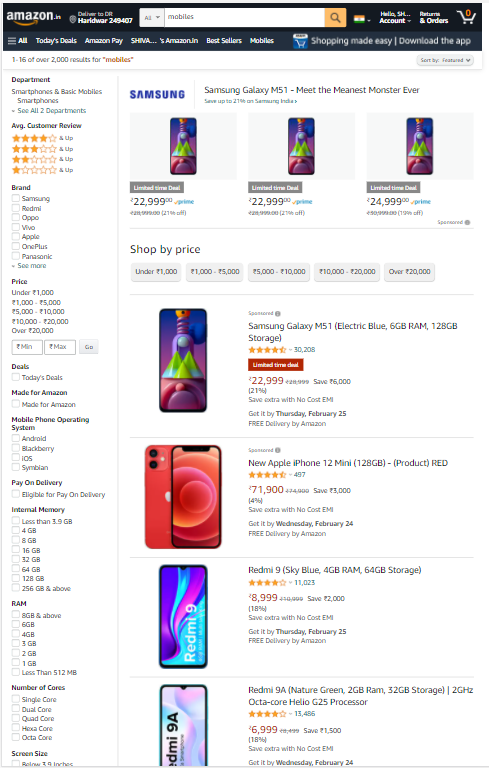 amazon.in
Deliver to DR
Haridwar 249407
All
mobiles
Hello, SH...
Account
Returns
& Orders
0
All
Today's Deals
Amazon Pay
SHIVA...'s Amazon.in
Best Sellers
Mobiles
Shopping made easy | Download the app
1-16 of over 2,000 results for "mobiles"
Sort by: Featured
Department
Smartphones & Basic Mobiles
Smartphones
See All 2 Departments
Avg. Customer Review
& Up
& Up
& Up
& Up
Brand
Samsung
Redmi
Oppo
Vivo
Apple
OnePlus
Panasonic
See more
Price
Under ₹1,000
₹1,000 - ₹5,000
₹5,000 - ₹10,000
₹10,000 - ₹20,000
Over ₹20,000
₹Min
₹Max
Go
Deals
Today's Deals
Made for Amazon
Made for Amazon
Mobile Phone Operating
System
Android
Blackberry
iOS
Symbian
Pay On Delivery
Eligible for Pay On Delivery
Internal Memory
Less than 3.9 GB
4 GB
8 GB
16 GB
32 GB
64 GB
128 GB
256 GB & above
RAM
8GB & above
6GB
4GB
3 GB
2 GB
1 GB
Less Than 512 MB
Number of Cores
Single Core
Dual Core
Quad Core
Hexa Core
Octa Core
Screen Size
Below 3.9 Inches
SAMSUNG
Samsung Galaxy M51 - Meet the Meanest Monster Ever
Save up to 21% on Samsung India
Limited time Deal
₹22,999.00 prime
₹28,999.00 (21% off)
Limited time Deal
₹22,999.00 prime
₹28,999.00 (21% off)
Limited time Deal
₹24,999.00 prime
₹30,999.00 (19% off)
Sponsored
Shop by price
Under ₹1,000
₹1,000 - ₹5,000
₹5,000 - ₹10,000
₹10,000 - ₹20,000
Over ₹20,000
Sponsored
Samsung Galaxy M51 (Electric Blue, 6GB RAM, 128GB
Storage)
30,208
Limited time deal
₹22,999 ₹28,999 Save ₹6,000
(21%)
Save extra with No Cost EMI
Get it by Thursday, February 25
FREE Delivery by Amazon
Sponsored
New Apple iPhone 12 Mini (128GB) - (Product) RED
497
₹71,900 ₹74,900 Save ₹3,000
(4%)
Save extra with No Cost EMI
Get it by Wednesday, February 24
FREE Delivery by Amazon
Redmi 9
Redmi 9 (Sky Blue, 4GB RAM, 64GB Storage)
11,023
₹8,999 ₹10,999 Save ₹2,000
(18%)
Save extra with No Cost EMI
Get it by Thursday, February 25
FREE Delivery by Amazon
edmi 9A
Redmi 9A (Nature Green, 2GB Ram, 32GB Storage) | 2GHz
Octa-core Helio G25 Processor
13,486
₹6,999 ₹8,499 Save ₹1,500
(18%)
Save extra with No Cost EMI
Get it by Wednesday, February 24